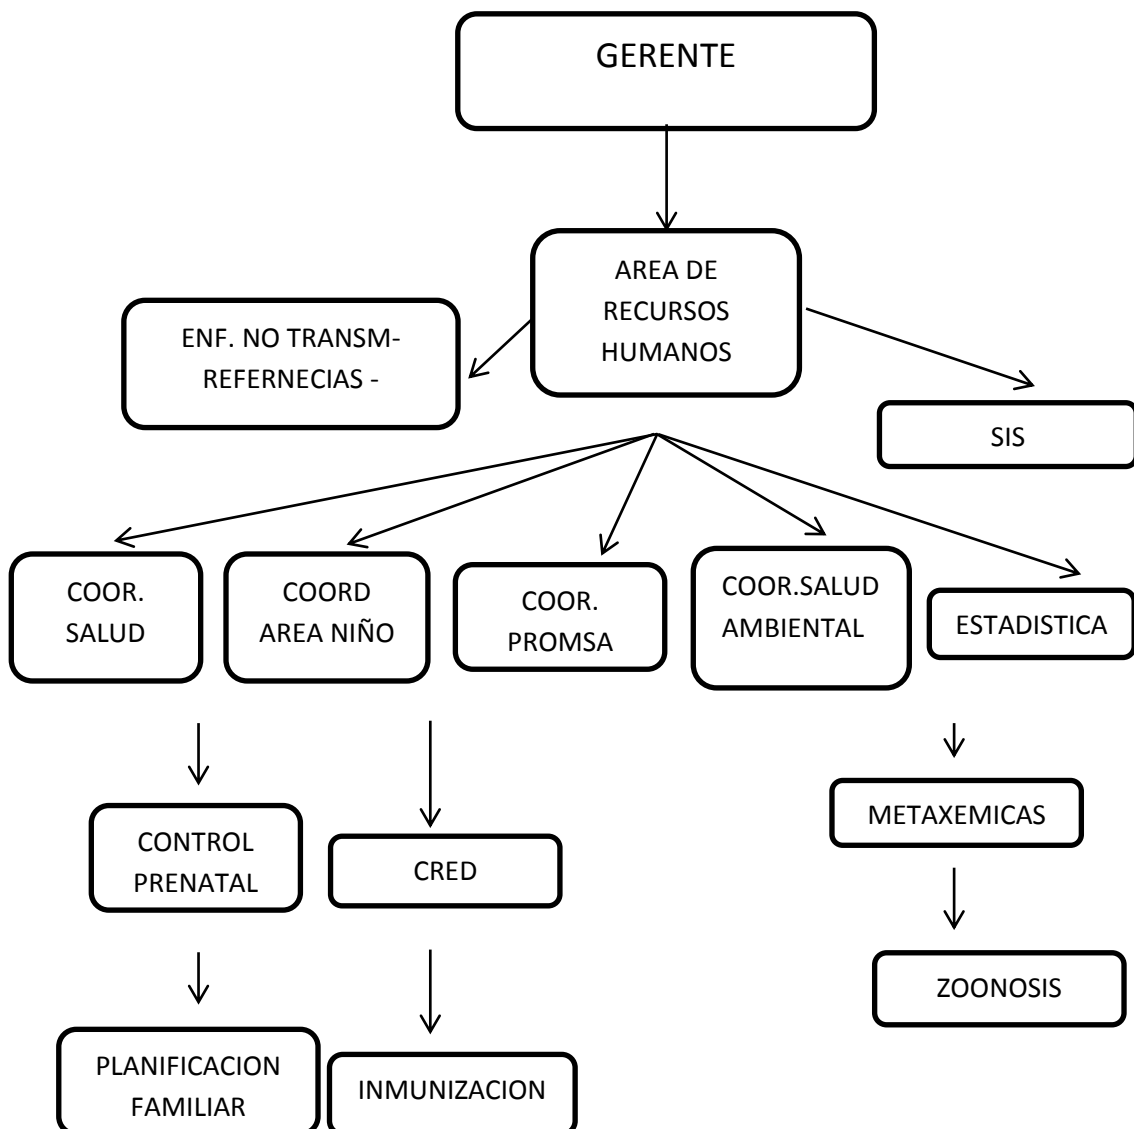 GERENTE
AREA DE
RECURSOS
HUMANOS
ENF. NO TRANSM-
REFERNECIAS -
SIS
COOR.
SALUD
COORD
AREA NIÑO
COOR.
PROMSA
COOR.SALUD
AMBIENTAL
ESTADISTICA
CONTROL
PRENATAL
CRED
METAXEMICAS
ZOONOSIS
PLANIFICACION
FAMILIAR
INMUNIZACION